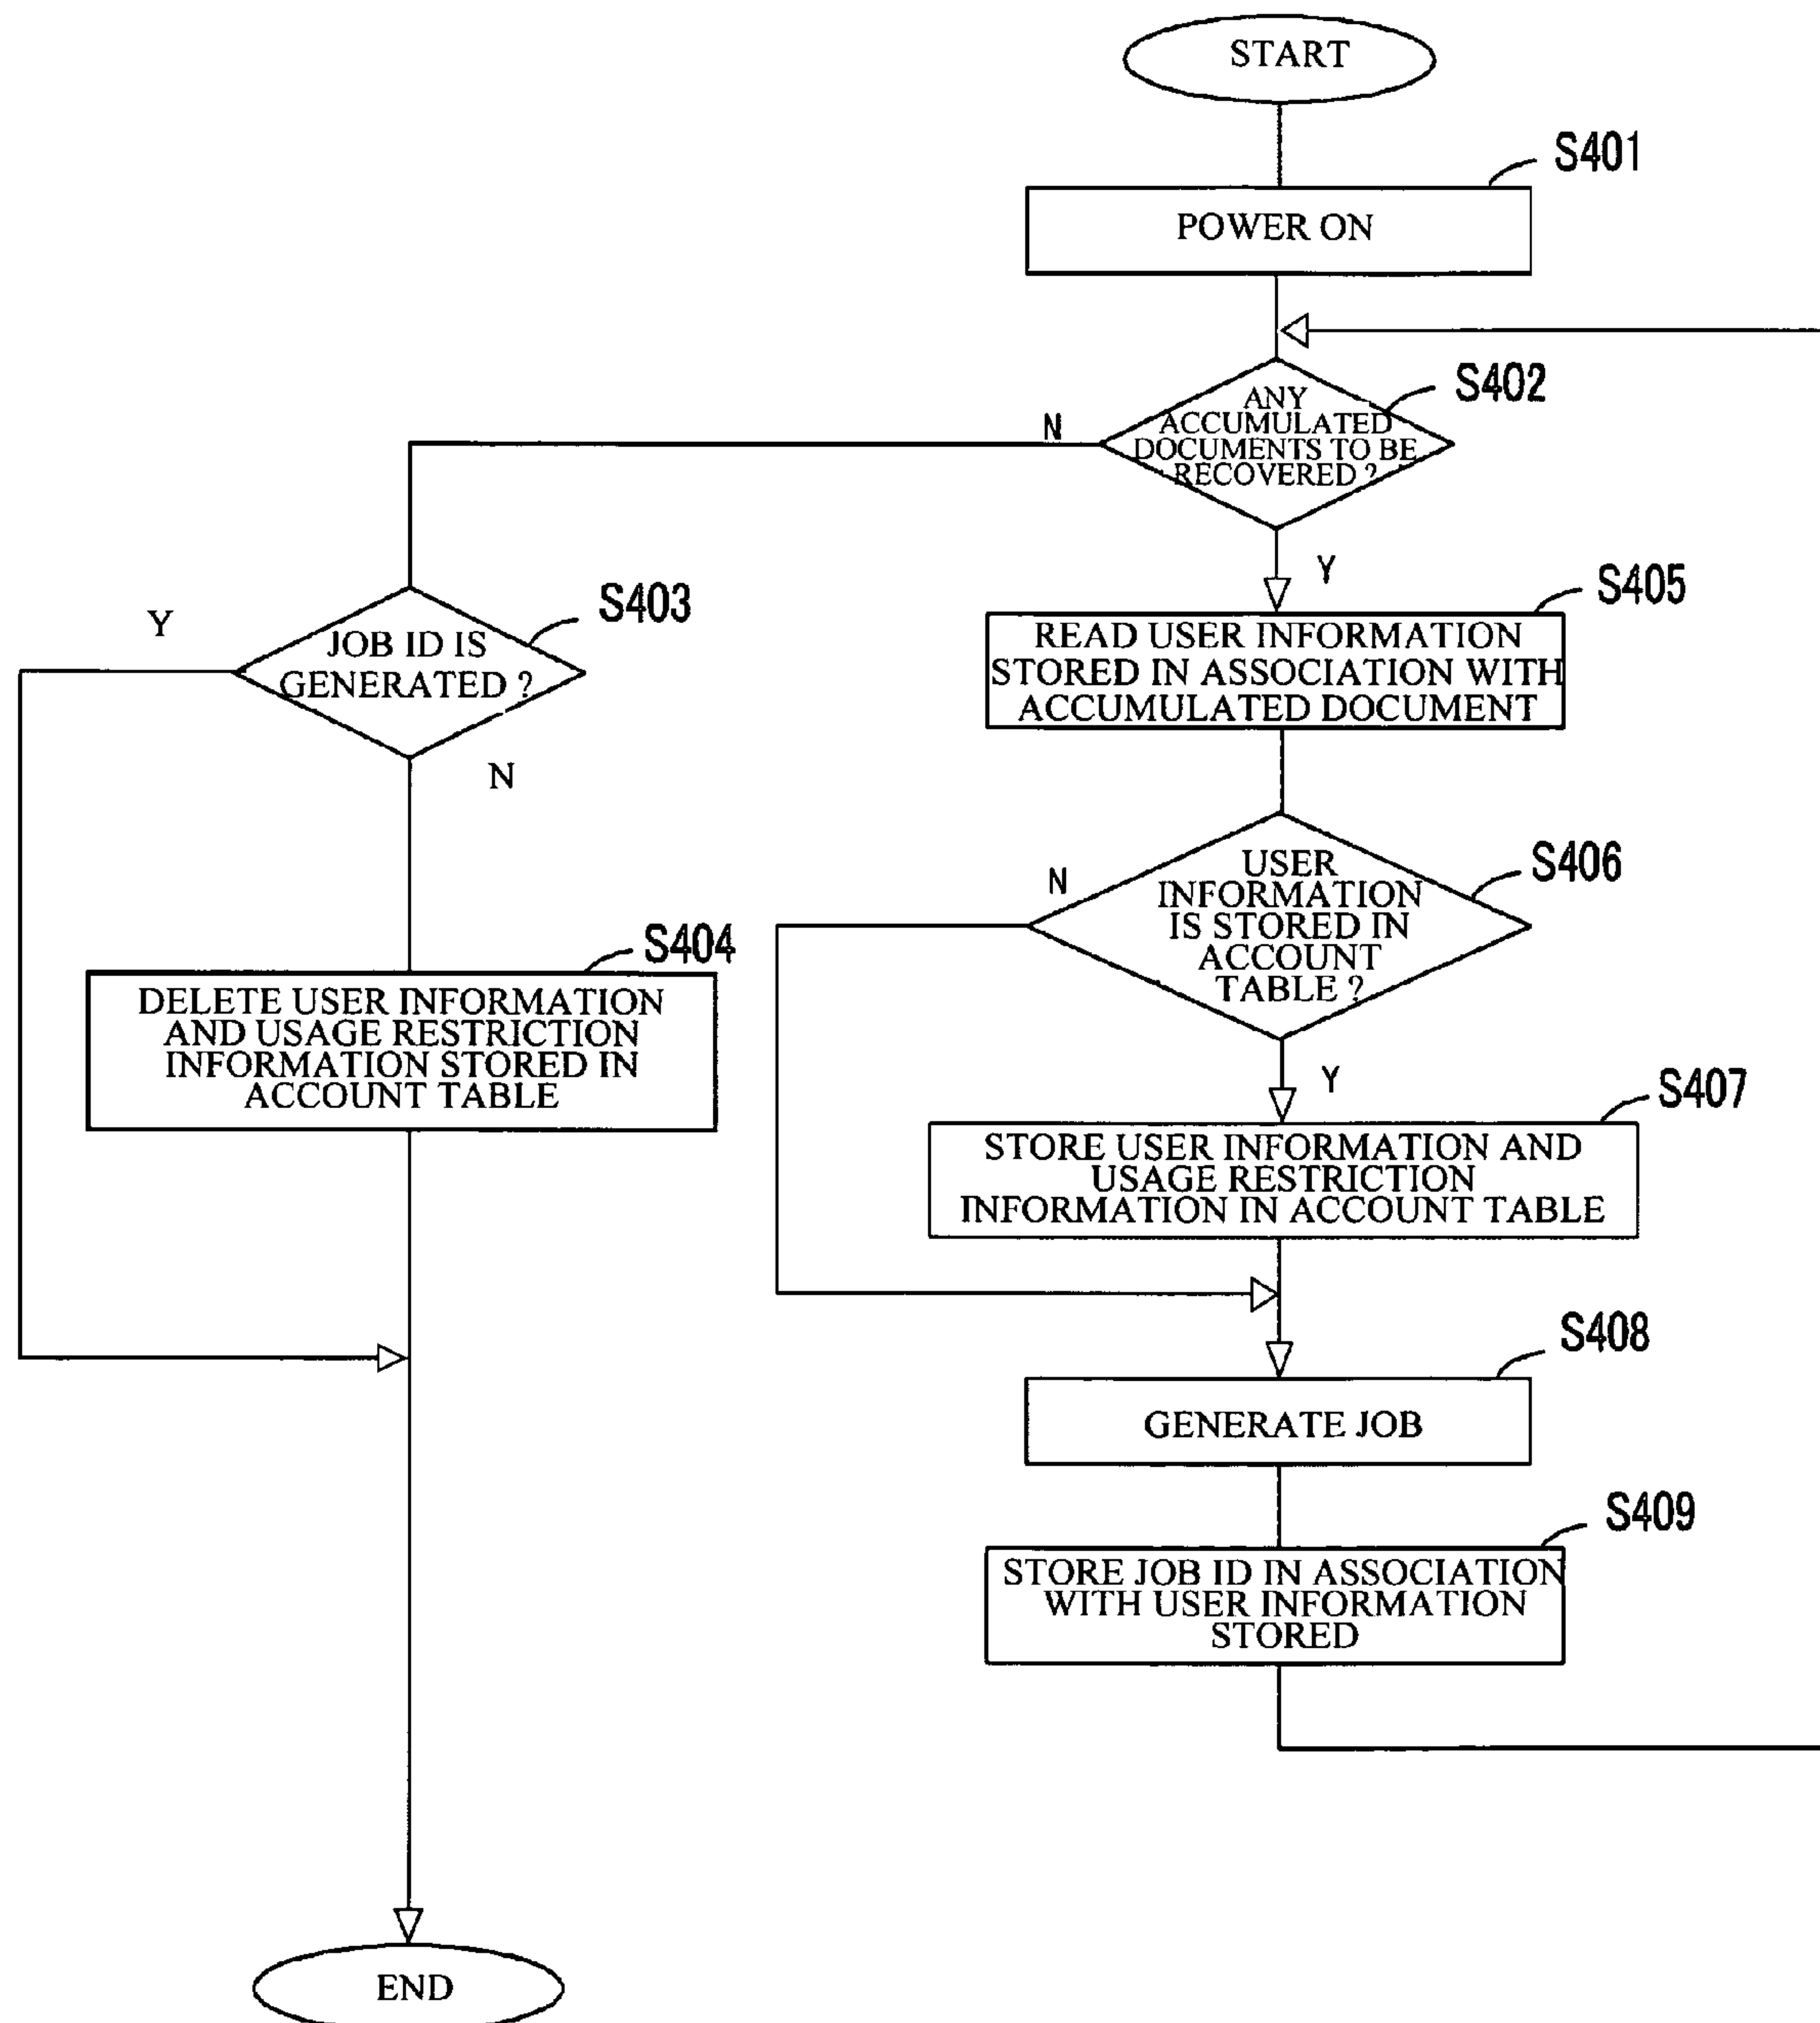 START
S401
POWER ON
S402
ANY
ACCUMULATED
DOCUMENTS TO BE
RECOVERED ?
N
Y
S403
JOB ID IS
GENERATED ?
Y
N
S405
READ USER INFORMATION
STORED IN ASSOCIATION WITH
ACCUMULATED DOCUMENT
S406
USER
INFORMATION
IS STORED IN
ACCOUNT
TABLE ?
N
Y
S404
DELETE USER INFORMATION
AND USAGE RESTRICTION
INFORMATION STORED IN
ACCOUNT TABLE
S407
STORE USER INFORMATION AND
USAGE RESTRICTION
INFORMATION IN ACCOUNT TABLE
S408
GENERATE JOB
S409
STORE JOB ID IN ASSOCIATION
WITH USER INFORMATION
STORED
END